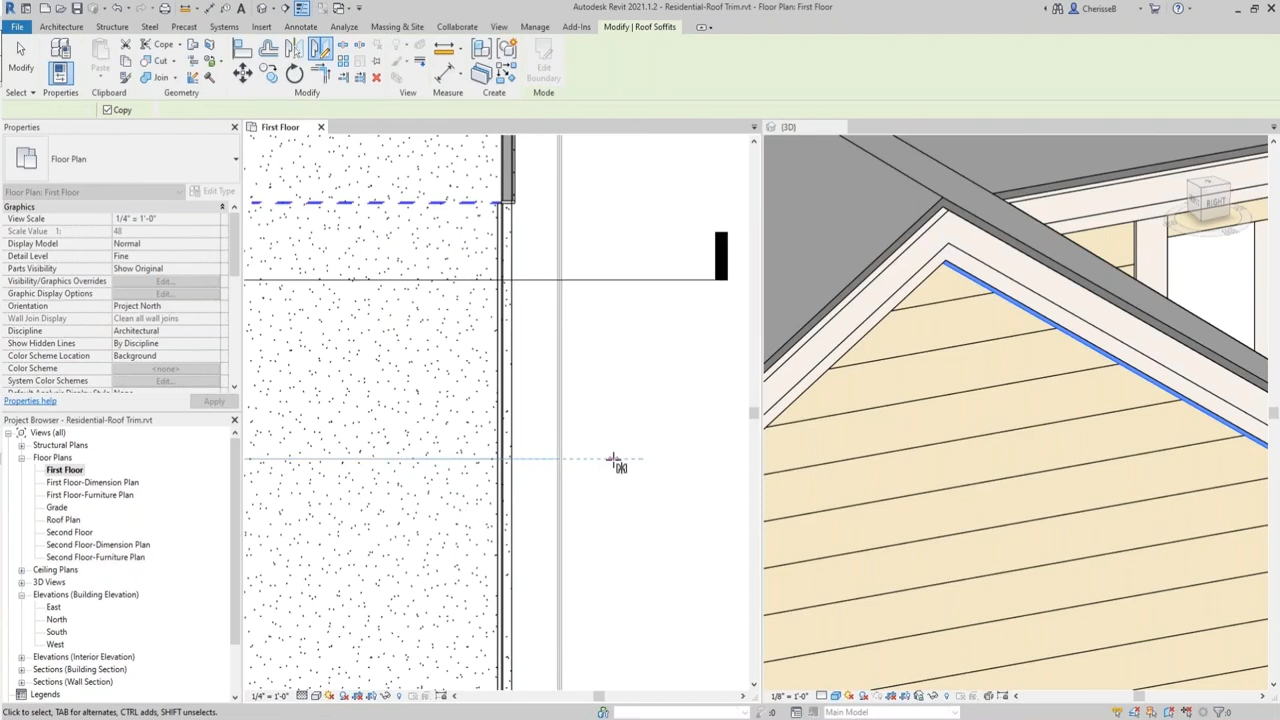 Autodesk Revit 2021.1.2 - Residential-Roof Trim.rvt - Floor Plan: First Floor
CherisseB
File Architecture Structure Steel Precast Systems Insert Annotate Analyze Massing & Site Collaborate View Manage Add-Ins Modify | Roof Soffits
Modify Paste Cope Cut Join Edit Boundary
Select Properties Clipboard Geometry Modify View Measure Create Mode
Copy
Properties
First Floor
{3D}
Floor Plan
Floor Plan: First Floor Edit Type
Graphics
View Scale 1/4" = 1'-0"
Scale Value 1: 48
Display Model Normal
Detail Level Fine
Parts Visibility Show Original
Visibility/Graphics Overrides Edit...
Graphic Display Options Edit...
Orientation Project North
Wall Join Display Clean all wall joins
Discipline Architectural
Show Hidden Lines By Discipline
Color Scheme Location Background
Color Scheme <none>
System Color Schemes Edit...
Properties help Apply
Project Browser - Residential-Roof Trim.rvt
Views (all)
Structural Plans
Floor Plans
First Floor
First Floor-Dimension Plan
First Floor-Furniture Plan
Grade
Roof Plan
Second Floor
Second Floor-Dimension Plan
Second Floor-Furniture Plan
Ceiling Plans
3D Views
Elevations (Building Elevation)
East
North
South
West
Elevations (Interior Elevation)
Sections (Building Section)
Sections (Wall Section)
Legends
RIGHT
1/4" = 1'-0"
1/8" = 1'-0"
Click to select, TAB for alternates, CTRL adds, SHIFT unselects.
:0
Main Model
:0